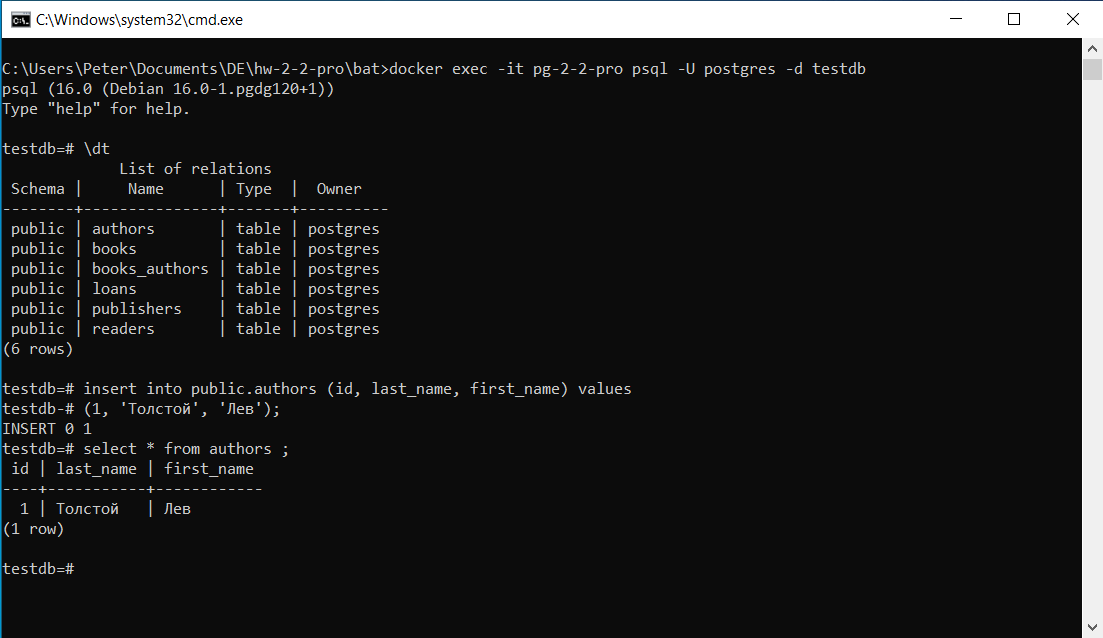 C:\Windows\system32\cmd.exe
C:\Users\Peter\Documents\DE\hw-2-2-pro\bat>docker exec -it pg-2-2-pro psql -U postgres -d testdb
psql (16.0 (Debian 16.0-1.pgdg120+1))
Type "help" for help.
testdb=# \dt
             List of relations
 Schema |     Name      | Type  |  Owner
--------+---------------+-------+----------
 public | authors       | table | postgres
 public | books         | table | postgres
 public | books_authors | table | postgres
 public | loans         | table | postgres
 public | publishers    | table | postgres
 public | readers       | table | postgres
(6 rows)
testdb=# insert into public.authors (id, last_name, first_name) values
testdb-# (1, 'Толстой', 'Лев');
INSERT 0 1
testdb=# select * from authors ;
 id | last_name | first_name
----+-----------+------------
  1 | Толстой   | Лев
(1 row)
testdb=#